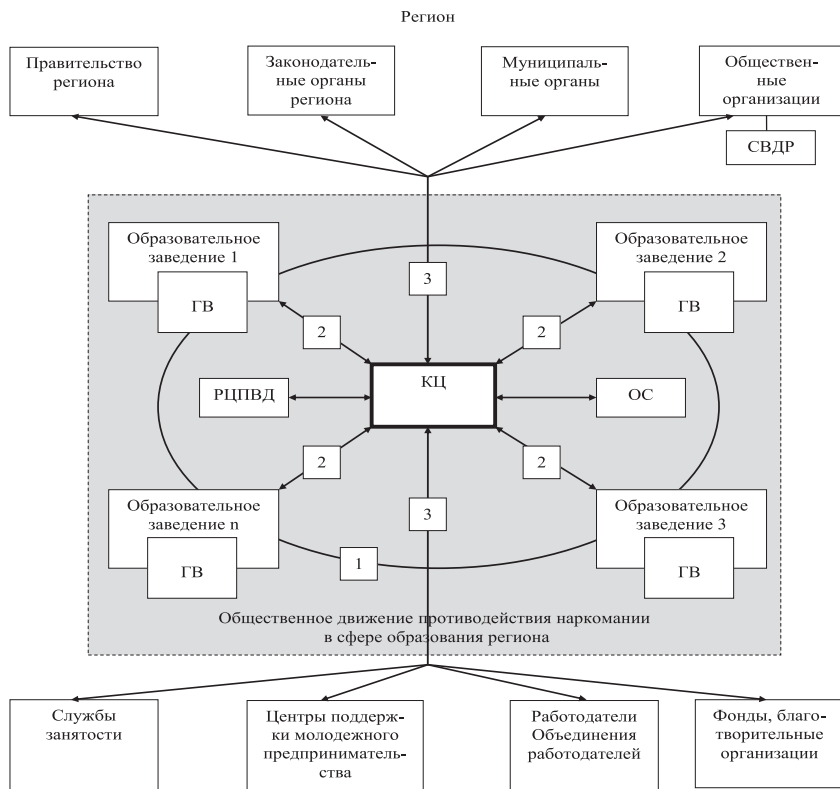 Регион
Правительство
региона
Законодатель-
ные органы
региона
Муниципаль-
ные органы
Обществен-
ные
организации
СВДР
Образовательное
заведение 1
ГВ
Образовательное
заведение 2
ГВ
3
2
2
РЦПВД
КЦ
ОС
2
2
Образовательное
заведение n
ГВ
3
Образовательное
заведение 3
ГВ
1
Общественное движение противодействия наркомании
в сфере образования региона
Службы
занятости
Центры поддерж-
ки молодежного
предприниматель-
ства
Работодатели
Объединения
работодателей
Фонды, благо-
творительные
организации